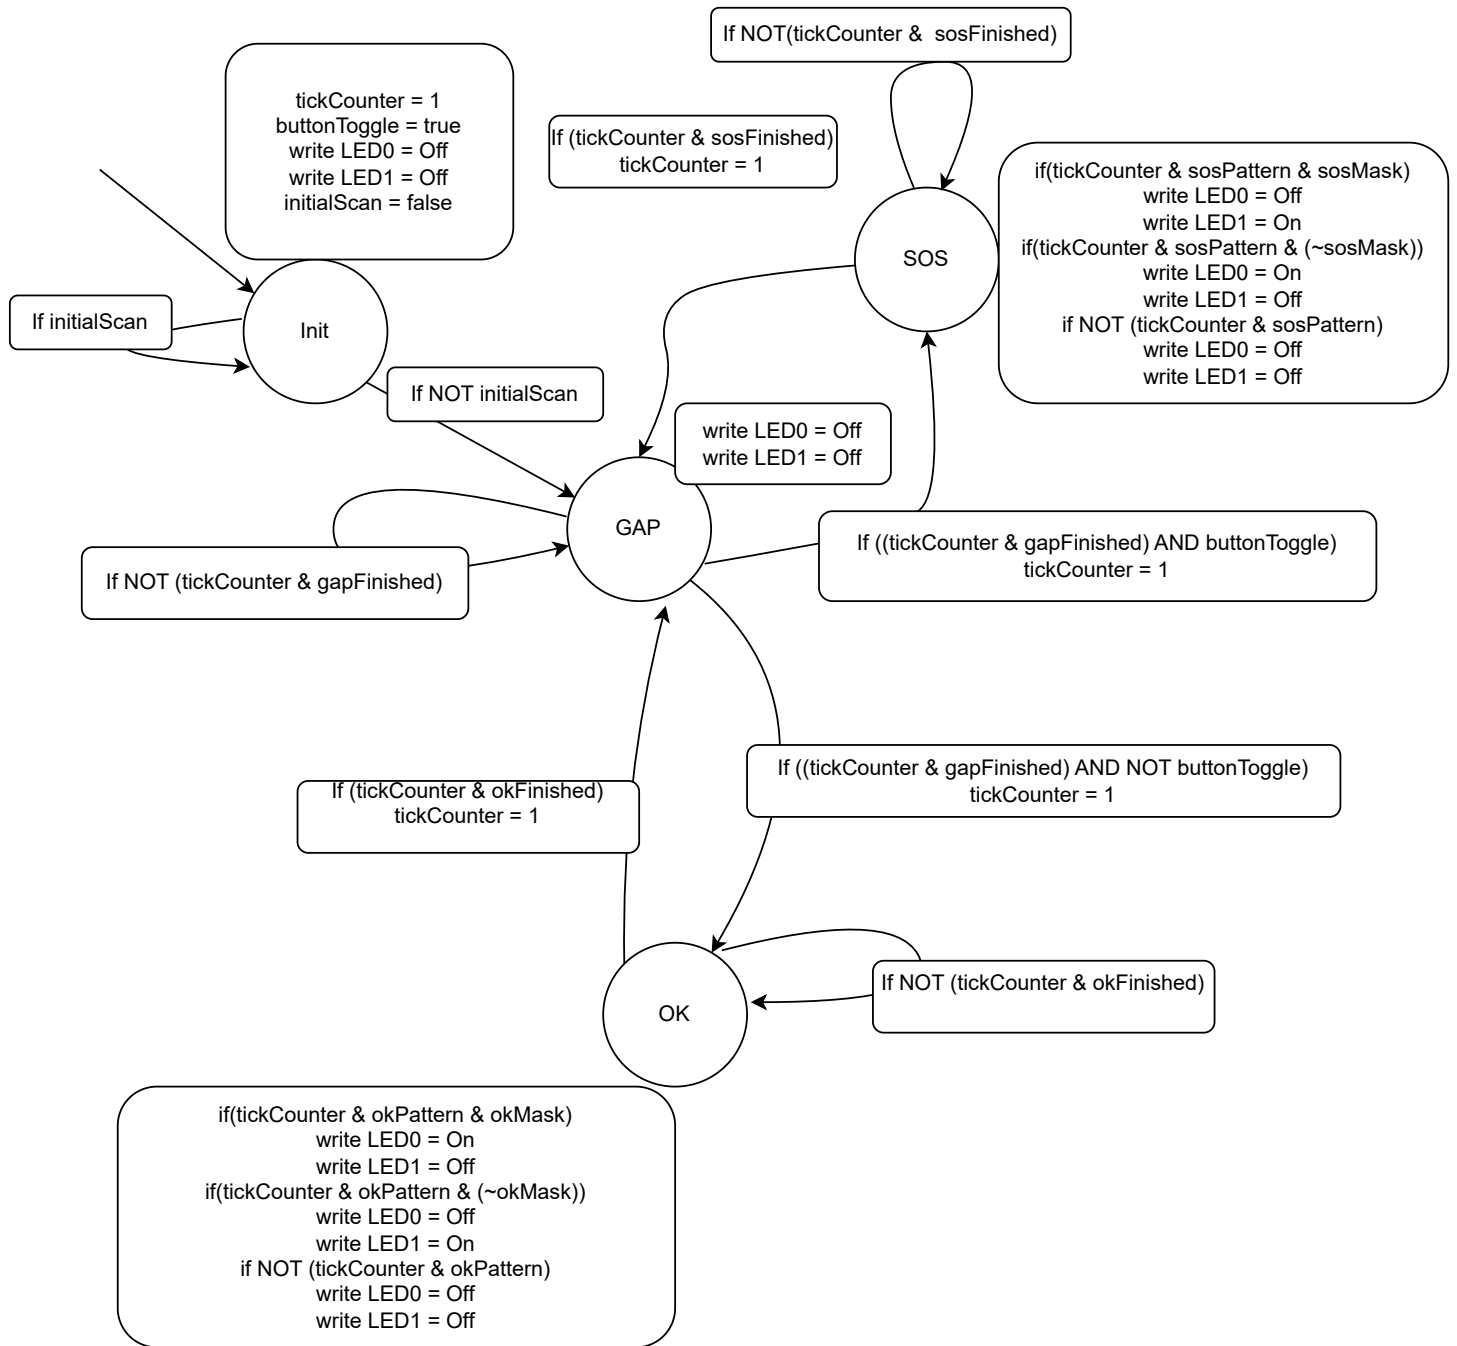 If NOT(tickCounter &  sosFinished)
tickCounter = 1
buttonToggle = true
write LED0 = Off
write LED1 = Off
initialScan = false
If (tickCounter & sosFinished)
tickCounter = 1
if(tickCounter & sosPattern & sosMask)
write LED0 = Off
write LED1 = On
if(tickCounter & sosPattern & (~sosMask))
write LED0 = On
write LED1 = Off
if NOT (tickCounter & sosPattern)
write LED0 = Off
write LED1 = Off
SOS
If initialScan
Init
If NOT initialScan
write LED0 = Off
write LED1 = Off
GAP
If NOT (tickCounter & gapFinished)
If ((tickCounter & gapFinished) AND buttonToggle)
tickCounter = 1
If (tickCounter & okFinished)
tickCounter = 1
If ((tickCounter & gapFinished) AND NOT buttonToggle)
tickCounter = 1
OK
If NOT (tickCounter & okFinished)
if(tickCounter & okPattern & okMask)
write LED0 = On
write LED1 = Off
if(tickCounter & okPattern & (~okMask))
write LED0 = Off
write LED1 = On
if NOT (tickCounter & okPattern)
write LED0 = Off
write LED1 = Off